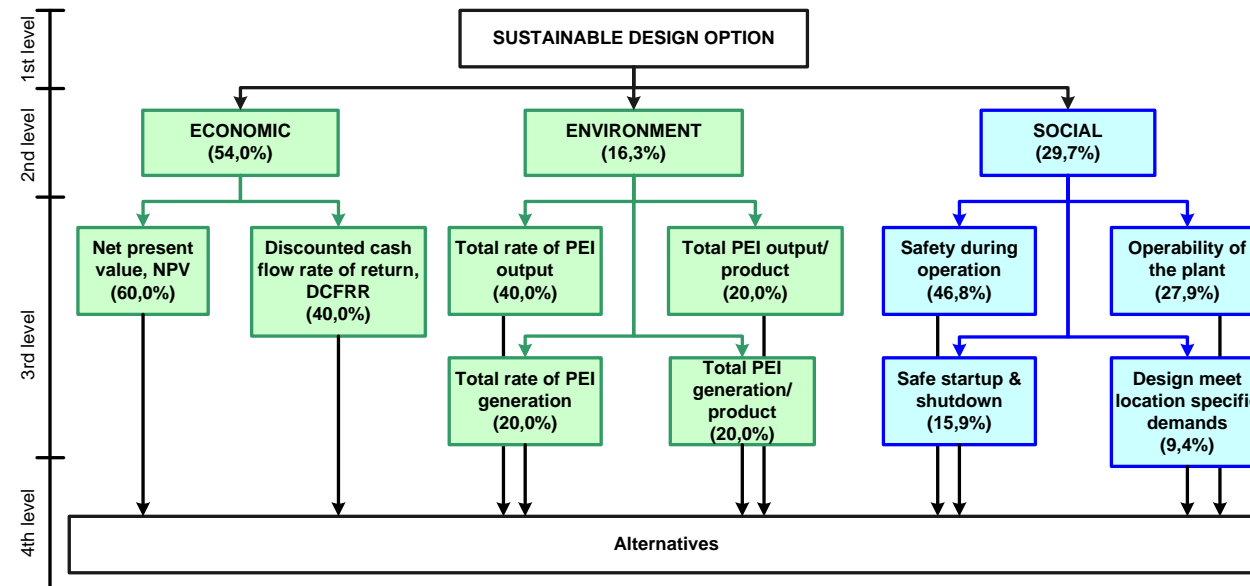 1st level
SUSTAINABLE DESIGN OPTION
2nd level
ECONOMIC
(54,0%)
ENVIRONMENT
(16,3%)
SOCIAL
(29,7%)
3rd level
Net present
value, NPV
(60,0%)
Discounted cash
flow rate of return,
DCFRR
(40,0%)
Total rate of PEI
output
(40,0%)
Total PEI output/
product
(20,0%)
Safety during
operation
(46,8%)
Operability of
the plant
(27,9%)
Total rate of PEI
generation
(20,0%)
Total PEI
generation/
product
(20,0%)
Safe startup &
shutdown
(15,9%)
Design meet
location specific
demands
(9,4%)
4th level
Alternatives